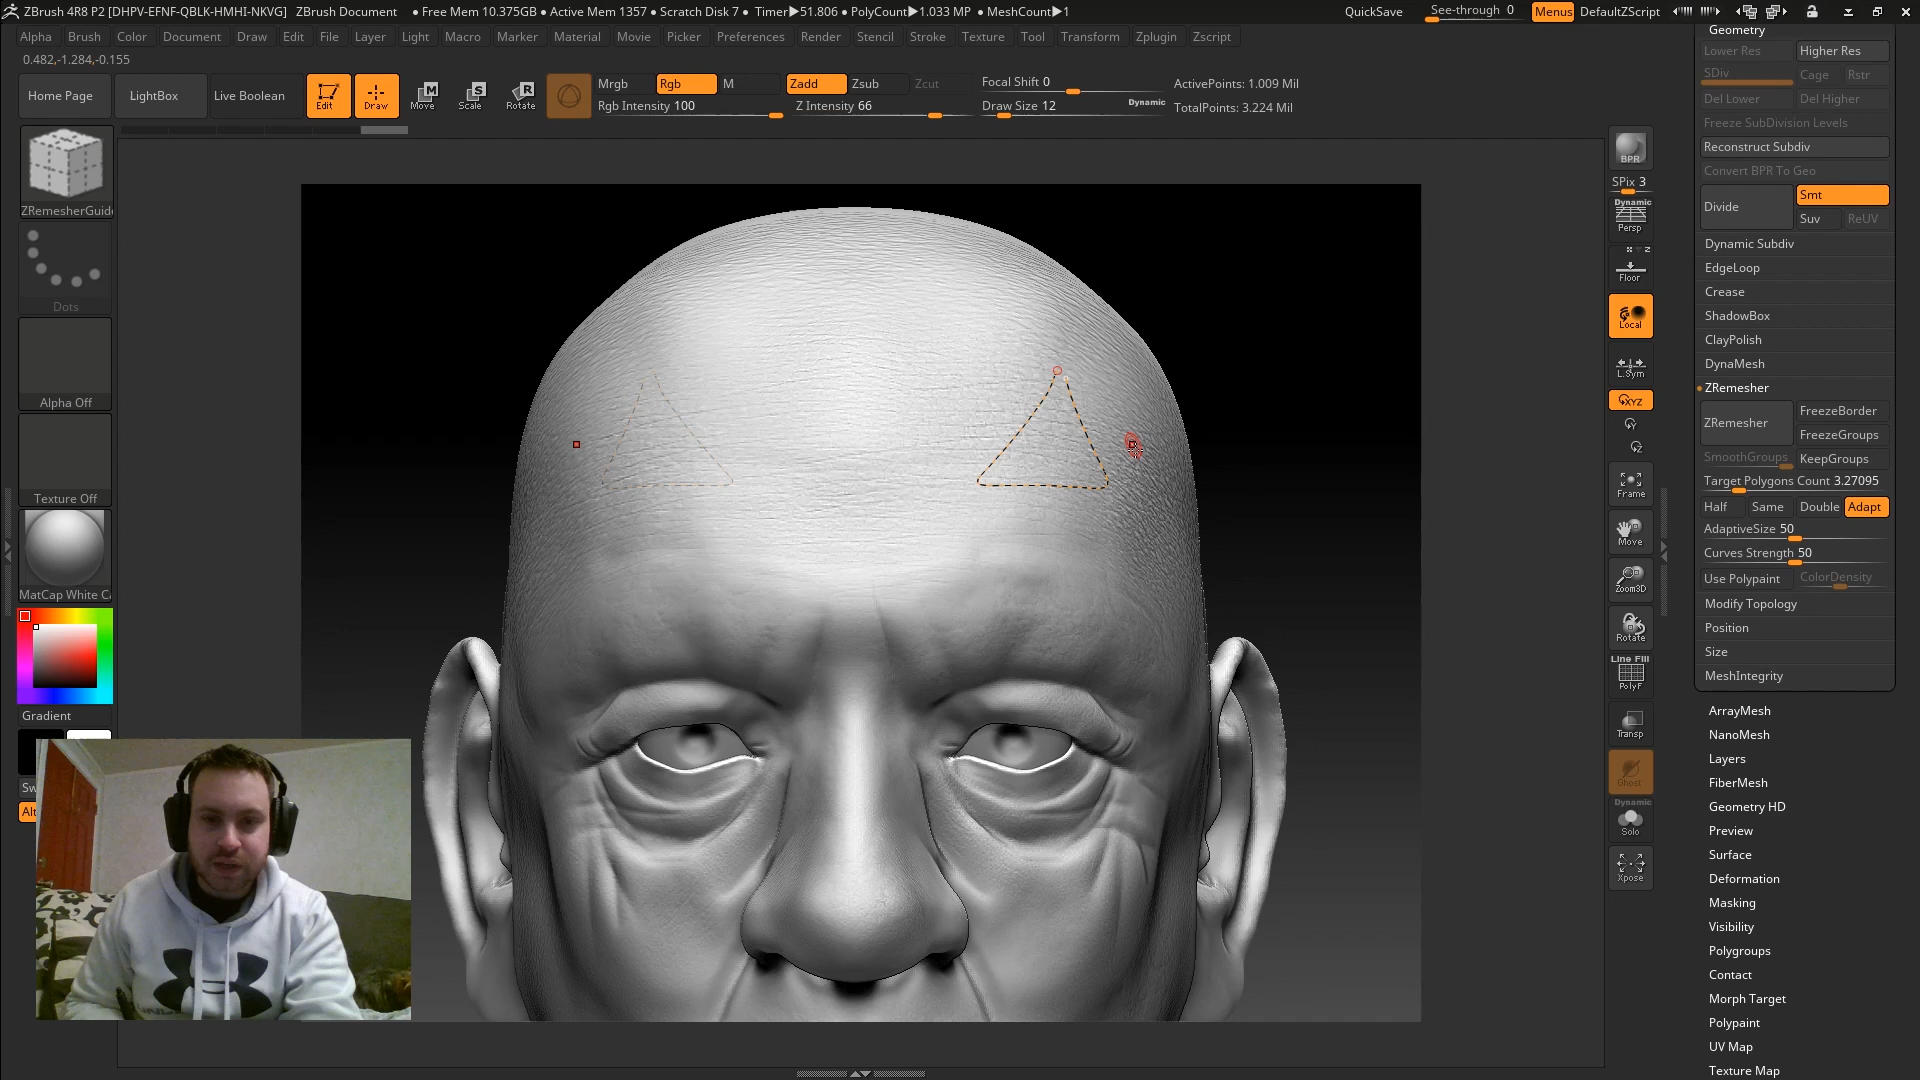 ZBrush 4R8 P2 [DHPV-EFNF-QBLK-HMHI-NKVG] ZBrush Document • Free Mem 10.375GB • Active Mem 1357 • Scratch Disk 7 • Timer▶51.806 • PolyCount▶1.033 MP • MeshCount▶1 QuickSave See-through 0 Menus DefaultZScript
Alpha Brush Color Document Draw Edit File Layer Light Macro Marker Material Movie Picker Preferences Render Stencil Stroke Texture Tool Transform Zplugin Zscript
0.482,-1.284,-0.155
Home Page LightBox Live Boolean Edit Draw Move Scale Rotate
Mrgb Rgb M Zadd Zsub Zcut Focal Shift 0 ActivePoints: 1.009 Mil
Rgb Intensity 100 Z Intensity 66 Draw Size 12 Dynamic TotalPoints: 3.224 Mil
ZRemesherGuid
Dots
Alpha Off
Texture Off
MatCap White Ca
Gradient
Sw
Alt
BPR
SPix 3
Dynamic
Persp
Floor
Local
L.Sym
XYZ
Y
Z
Frame
Move
Zoom3D
Rotate
Line Fill
PolyF
Transp
Ghost
Dynamic
Solo
Xpose
Geometry
Lower Res Higher Res
SDiv Cage Rstr
Del Lower Del Higher
Freeze SubDivision Levels
Reconstruct Subdiv
Convert BPR To Geo
Divide Smt
Suv ReUV
Dynamic Subdiv
EdgeLoop
Crease
ShadowBox
ClayPolish
DynaMesh
ZRemesher
ZRemesher FreezeBorder
FreezeGroups
SmoothGroups KeepGroups
Target Polygons Count 3.27095
Half Same Double Adapt
AdaptiveSize 50
Curves Strength 50
Use Polypaint ColorDensity
Modify Topology
Position
Size
MeshIntegrity
ArrayMesh
NanoMesh
Layers
FiberMesh
Geometry HD
Preview
Surface
Deformation
Masking
Visibility
Polygroups
Contact
Morph Target
Polypaint
UV Map
Texture Map